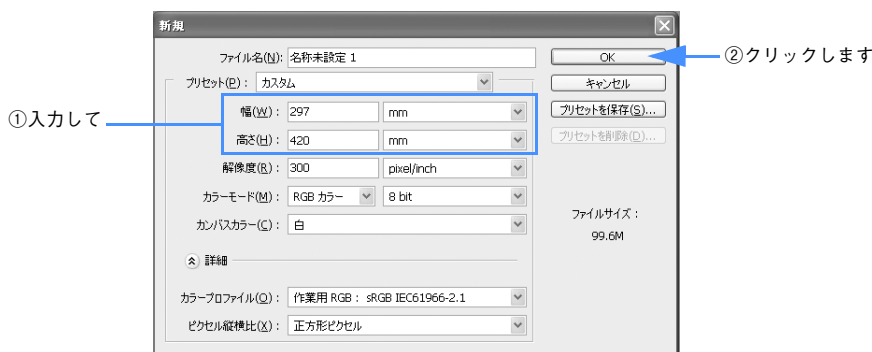 新規
ファイル名(N): 名称未設定 1
OK
②クリックします
プリセット(P): カスタム
キャンセル
①入力して
幅(W): 297 mm
プリセットを保存(S)...
高さ(H): 420 mm
プリセットを削除(D)...
解像度(R): 300 pixel/inch
カラーモード(M): RGB カラー 8 bit
カンバスカラー(C): 白
ファイルサイズ:
99.6M
詳細
カラープロファイル(O): 作業用 RGB: sRGB IEC61966-2.1
ピクセル縦横比(X): 正方形ピクセル